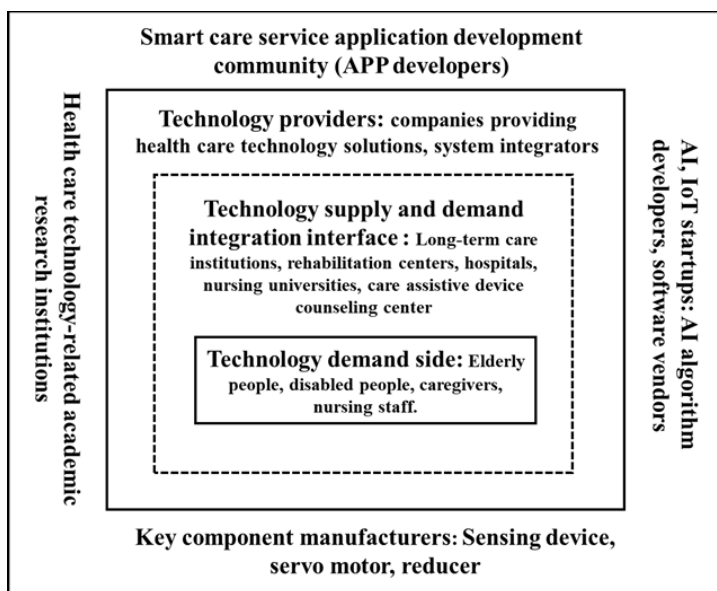 Smart care service application development
community (APP developers)
Health care technology-related academic
research institutions
Technology providers: companies providing
health care technology solutions, system integrators
Technology supply and demand
integration interface : Long-term care
institutions, rehabilitation centers, hospitals,
nursing universities, care assistive device
counseling center
Technology demand side: Elderly
people, disabled people, caregivers,
nursing staff.
AI, IoT startups: AI algorithm
developers, software vendors
Key component manufacturers: Sensing device,
servo motor, reducer